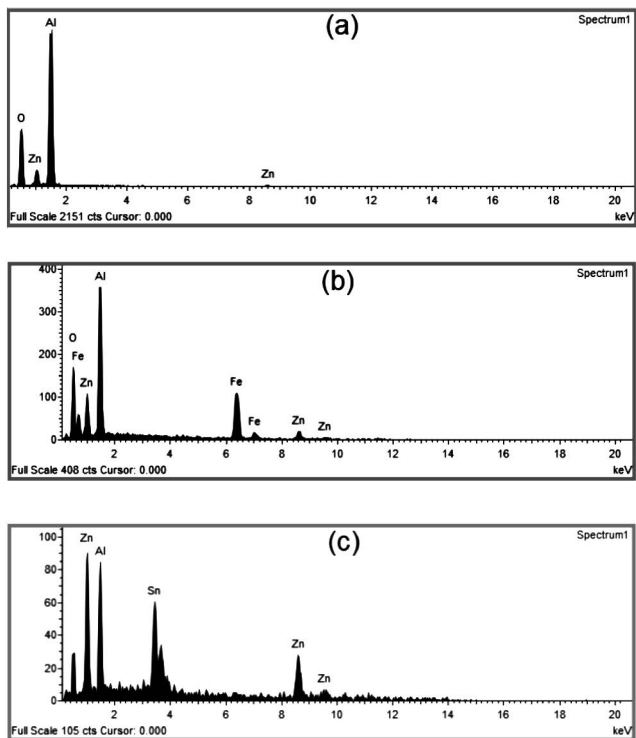 (a)
Spectrum1
Al
O
Zn
Zn
2 4 6 8 10 12 14 16 18 20
Full Scale 2151 cts Cursor: 0.000 keV
(b)
Spectrum1
400
Al
300
O
200
Fe
Zn
Fe
100
Fe
Zn
Zn
0
2 4 6 8 10 12 14 16 18 20
Full Scale 408 cts Cursor: 0.000 keV
(c)
Spectrum1
100
Zn
Al
80
60
Sn
40
Zn
20
Zn
0
2 4 6 8 10 12 14 16 18 20
Full Scale 105 cts Cursor: 0.000 keV